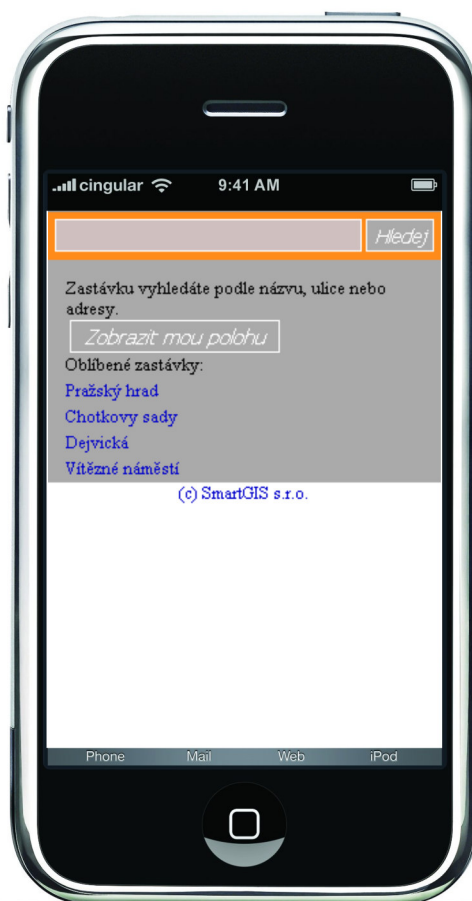 cingular 9:41 AM
Hledej
Zastávku vyhledáte podle názvu, ulice nebo
adresy.
Zobrazit mou polohu
Oblíbené zastávky:
Pražský hrad
Chotkovy sady
Dejvická
Vítězné náměstí
(c) SmartGIS s.r.o.
Phone Mail Web iPod